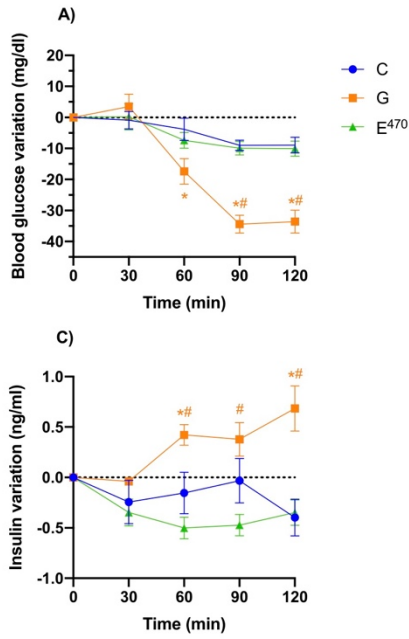 A)
Blood glucose variation (mg/dl)
20
10
0
-10
-20
-30
-40
*
*#
*#
0 30 60 90 120
Time (min)
C
G
E470
C)
Insulin variation (ng/ml)
1.0
0.5
0.0
-0.5
-1.0
*#
#
*#
0 30 60 90 120
Time (min)